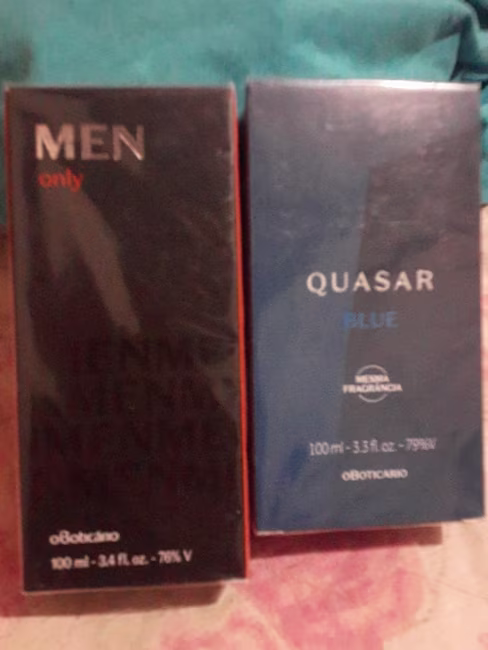 MEN
only
oBoticário
100 ml - 3.4 fl. oz. - 76% V
QUASAR
BLUE
MESMA
FRAGRÂNCIA
100 ml - 3.3 fl. oz. - 79%V
oBOTICÁRIO